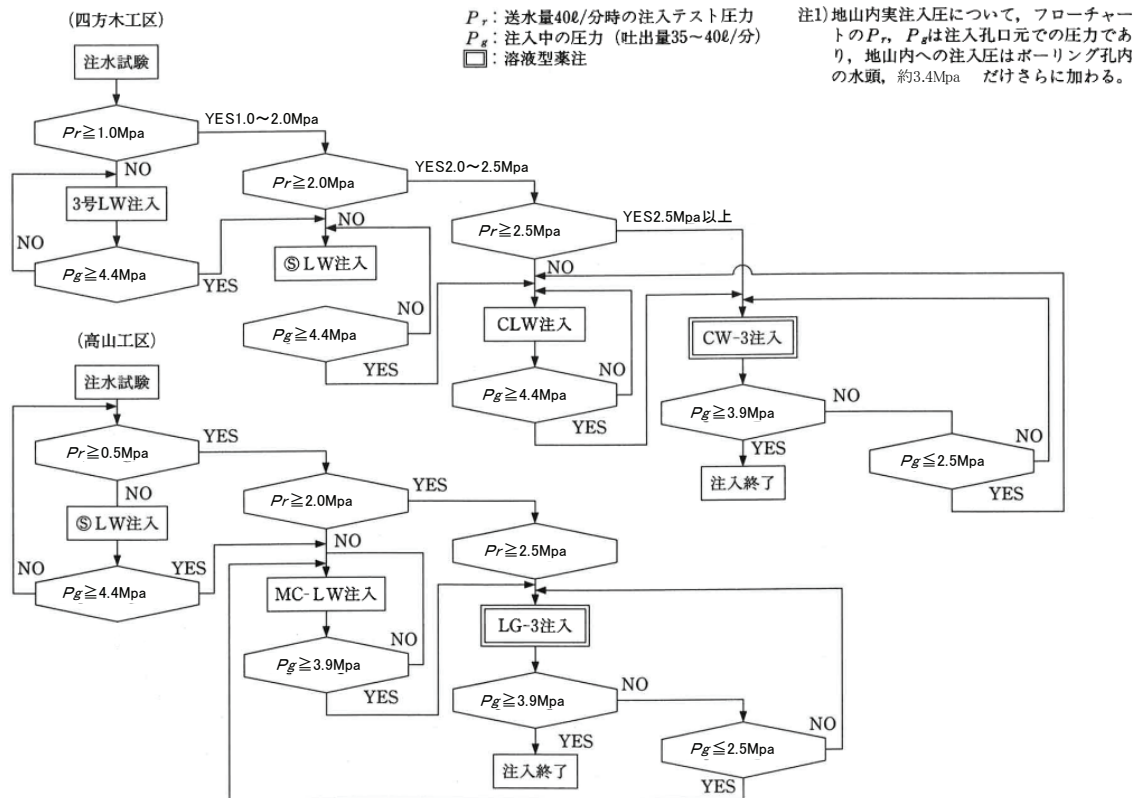 (四方木工区)
Pr：送水量40ℓ/分時の注入テスト圧力
Pg：注入中の圧力（吐出量35～40ℓ/分）
：溶液型薬注
注1）地山内実注入圧について，フローチャー
トのPr，Pgは注入孔口元での圧力であ
り，地山内への注入圧はボーリング孔内
の水頭，約3.4Mpa だけさらに加わる。
注水試験
Pr≧1.0Mpa
YES1.0～2.0Mpa
NO
3号LW注入
Pg≧4.4Mpa
NO
YES
Pr≧2.0Mpa
YES2.0～2.5Mpa
NO
ⓈLW注入
Pg≧4.4Mpa
NO
YES
Pr≧2.5Mpa
YES2.5Mpa以上
NO
CLW注入
Pg≧4.4Mpa
NO
YES
CW-3注入
Pg≧3.9Mpa
NO
YES
注入終了
Pg≦2.5Mpa
NO
YES
(高山工区)
注水試験
Pr≧0.5Mpa
YES
NO
ⓈLW注入
Pg≧4.4Mpa
NO
YES
Pr≧2.0Mpa
YES
NO
MC-LW注入
Pg≧3.9Mpa
NO
YES
Pr≧2.5Mpa
LG-3注入
Pg≧3.9Mpa
NO
YES
注入終了
Pg≦2.5Mpa
NO
YES